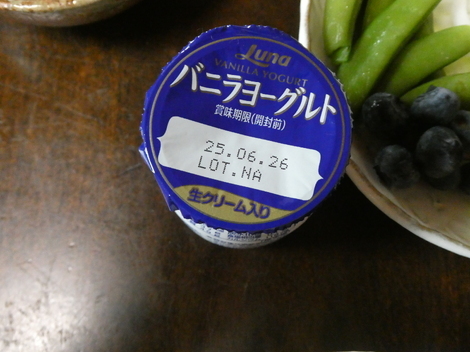 Luna
VANILLA YOGURT
バニラヨーグルト
賞味期限(開封前)
25.06.26
LOT.NA
生クリーム入り